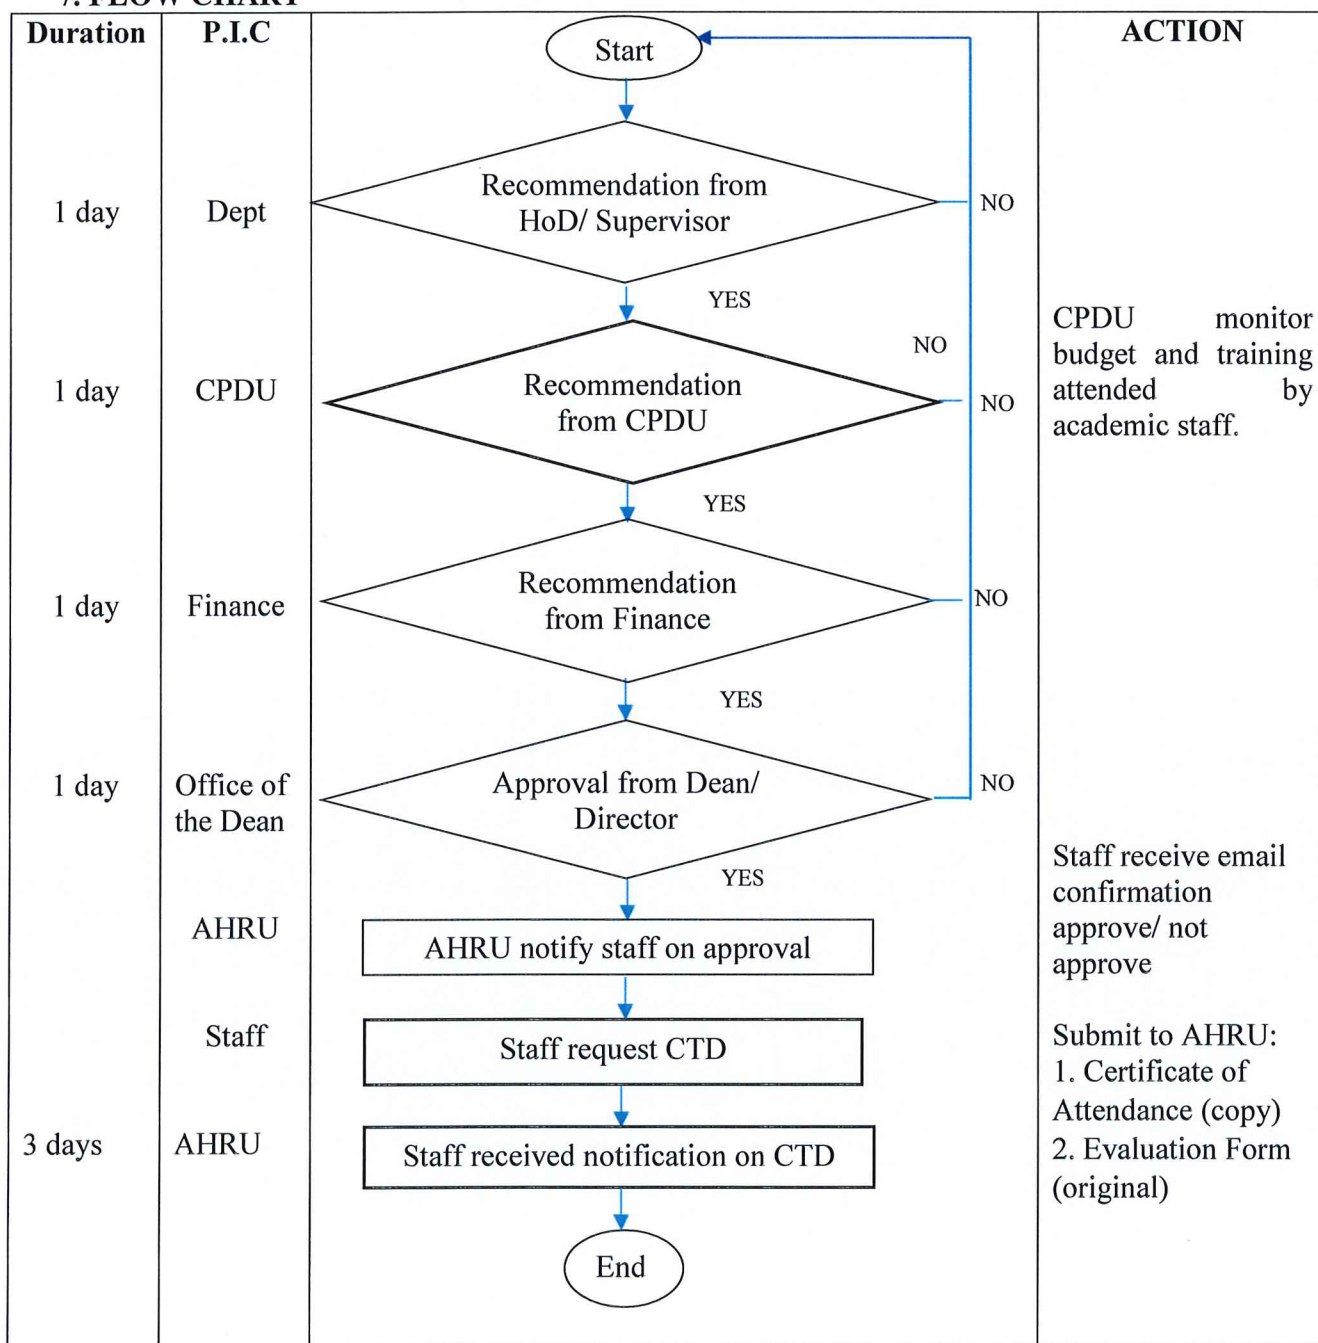 7. FLOW CHART
Duration
P.I.C
ACTION
Start
1 day
Dept
Recommendation from
HoD/ Supervisor
NO
YES
1 day
CPDU
Recommendation
from CPDU
NO
NO
CPDU monitor
budget and training
attended by
academic staff.
YES
1 day
Finance
Recommendation
from Finance
NO
YES
1 day
Office of
the Dean
Approval from Dean/
Director
NO
YES
AHRU
AHRU notify staff on approval
Staff receive email
confirmation
approve/ not
approve
Staff
Staff request CTD
Submit to AHRU:
1. Certificate of
Attendance (copy)
2. Evaluation Form
(original)
3 days
AHRU
Staff received notification on CTD
End